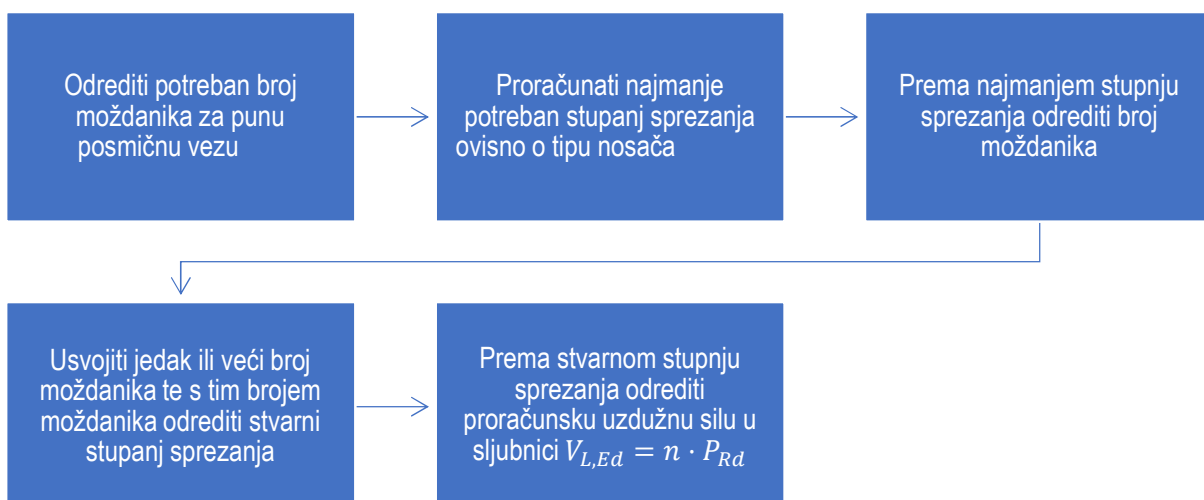 Odrediti potreban broj
moždanika za punu
posmičnu vezu
Proračunati najmanje
potreban stupanj sprezanja
ovisno o tipu nosača
Prema najmanjem stupnju
sprezanja odrediti broj
moždanika
Usvojiti jedak ili veći broj
moždanika te s tim brojem
moždanika odrediti stvarni
stupanj sprezanja
Prema stvarnom stupnju
sprezanja odrediti
proračunsku uzdužnu silu u
sljubnici $V_{L,Ed} = n \cdot P_{Rd}$